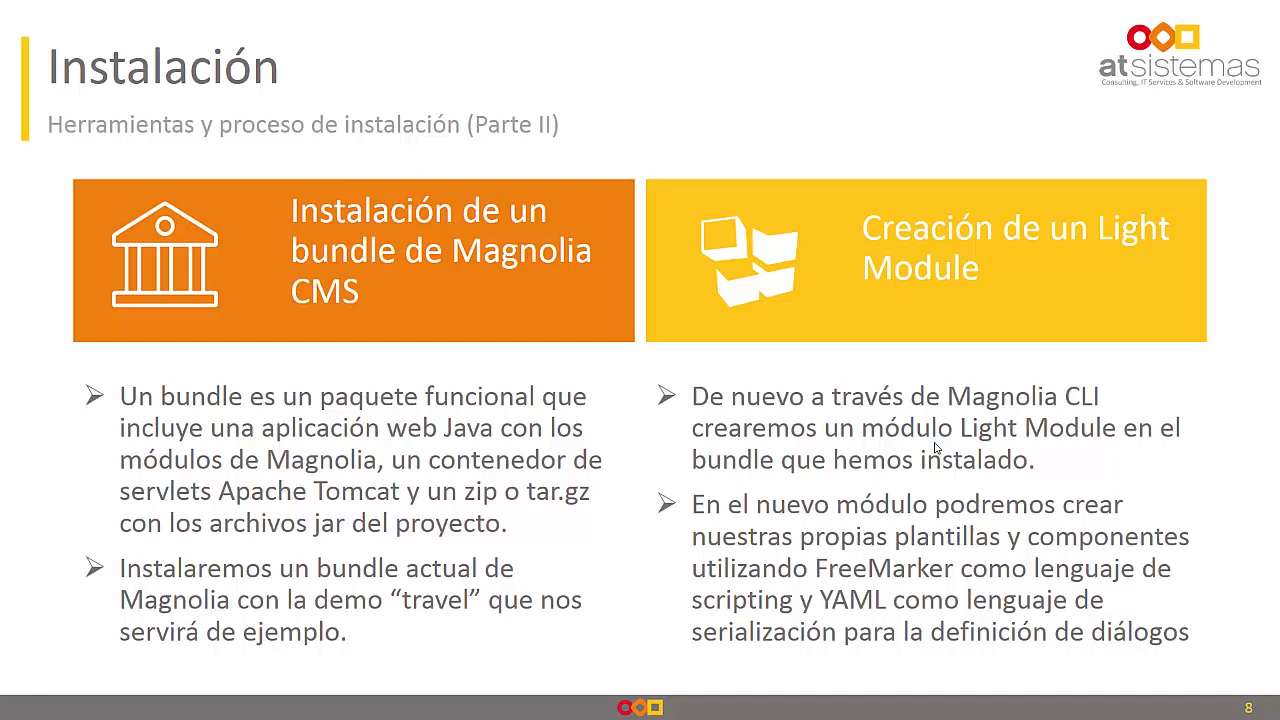 Instalación
Herramientas y proceso de instalación (Parte II)
atsistemas
Consulting, IT Services & Software Development
Instalación de un
bundle de Magnolia
CMS
Creación de un Light
Module
Un bundle es un paquete funcional que
incluye una aplicación web Java con los
módulos de Magnolia, un contenedor de
servlets Apache Tomcat y un zip o tar.gz
con los archivos jar del proyecto.
Instalaremos un bundle actual de
Magnolia con la demo “travel” que nos
servirá de ejemplo.
De nuevo a través de Magnolia CLI
crearemos un módulo Light Module en el
bundle que hemos instalado.
En el nuevo módulo podremos crear
nuestras propias plantillas y componentes
utilizando FreeMarker como lenguaje de
scripting y YAML como lenguaje de
serialización para la definición de diálogos
8